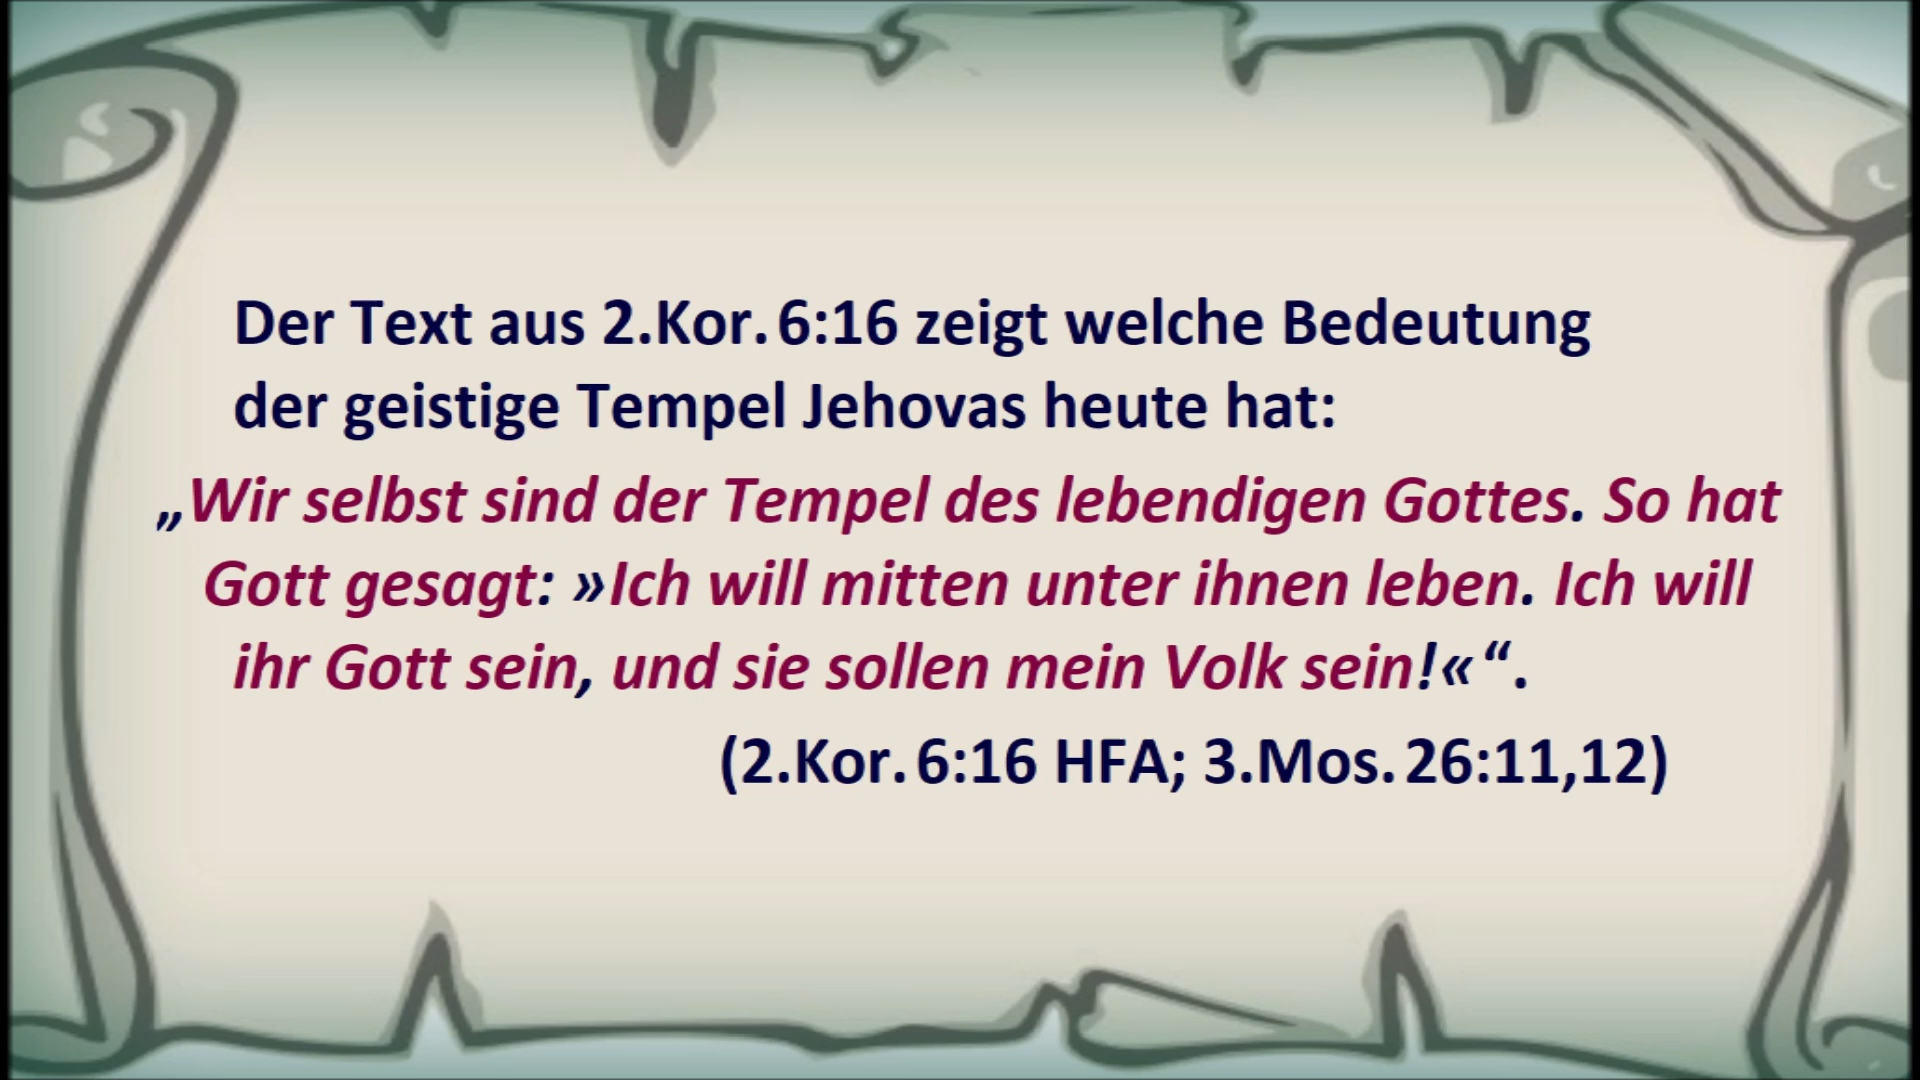 Der Text aus 2.Kor. 6:16 zeigt welche Bedeutung
der geistige Tempel Jehovas heute hat:
„Wir selbst sind der Tempel des lebendigen Gottes. So hat
Gott gesagt: »Ich will mitten unter ihnen leben. Ich will
ihr Gott sein, und sie sollen mein Volk sein!« “.
(2.Kor. 6:16 HFA; 3.Mos. 26:11,12)